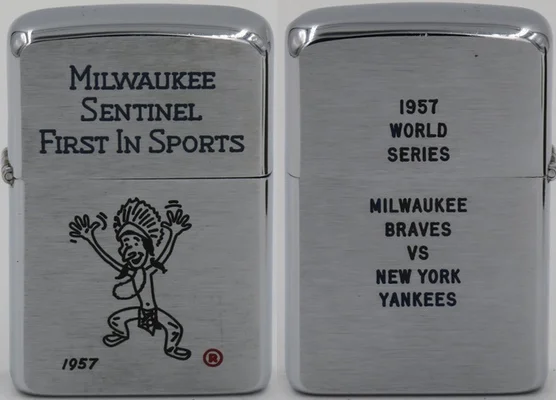 MILWAUKEE
SENTINEL
FIRST IN SPORTS
1957
®
1957
WORLD
SERIES
MILWAUKEE
BRAVES
VS
NEW YORK
YANKEES